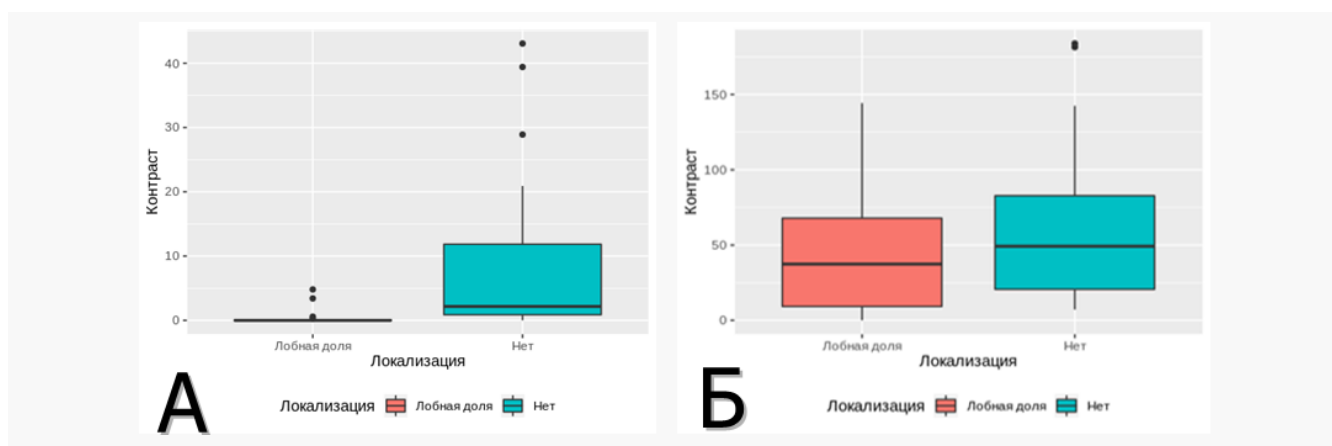 40
30
20
10
0
Контраст
Лобная доля Нет
Локализация
Локализация Лобная доля Нет
А
150
100
50
0
Контраст
Лобная доля Нет
Локализация
Локализация Лобная доля Нет
Б